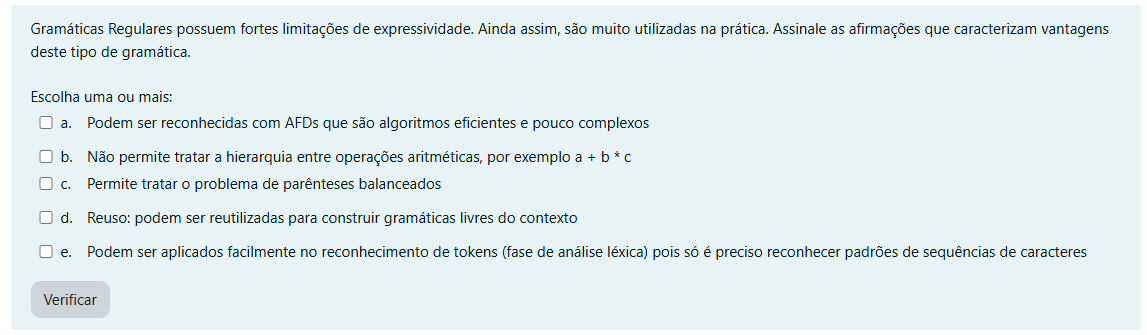 Gramáticas Regulares possuem fortes limitações de expressividade. Ainda assim, são muito utilizadas na prática. Assinale as afirmações que caracterizam vantagens
deste tipo de gramática.
Escolha uma ou mais:
a. Podem ser reconhecidas com AFDs que são algoritmos eficientes e pouco complexos
b. Não permite tratar a hierarquia entre operações aritméticas, por exemplo a + b * c
c. Permite tratar o problema de parênteses balanceados
d. Reuso: podem ser reutilizadas para construir gramáticas livres do contexto
e. Podem ser aplicados facilmente no reconhecimento de tokens (fase de análise léxica) pois só é preciso reconhecer padrões de sequências de caracteres
Verificar